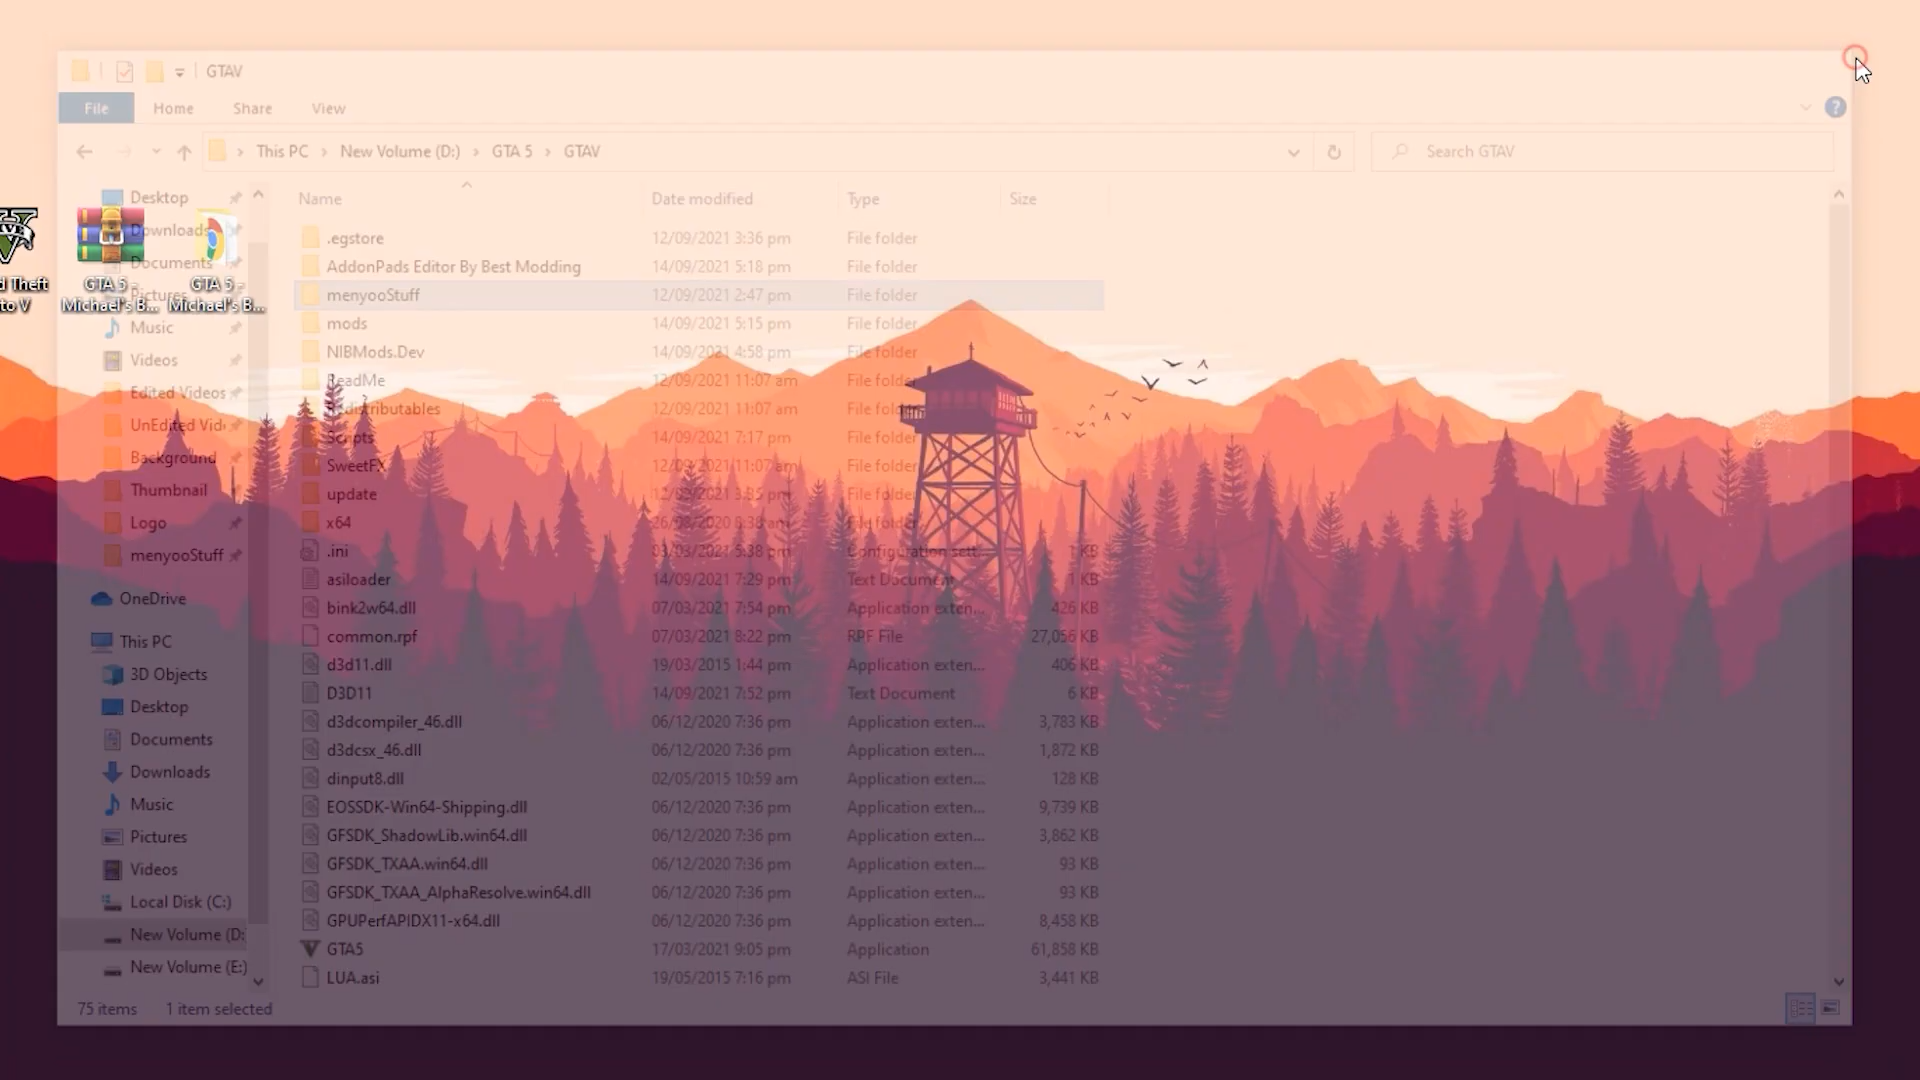 GTAV
File Home Share View
This PC > New Volume (D:) > GTA 5 > GTAV
Search GTAV
Name Date modified Type Size
Desktop
Downloads
Documents
Pictures
Music
Videos
Edited Videos
UnEdited Vid
Background
Thumbnail
Logo
menyooStuff
OneDrive
This PC
3D Objects
Desktop
Documents
Downloads
Music
Pictures
Videos
Local Disk (C:)
New Volume (D:
New Volume (E:)
d Theft
to V
GTA 5 -
Michael's B...
GTA 5 -
Michael's B...
.egstore 12/09/2021 3:36 pm File folder
AddonPads Editor By Best Modding 14/09/2021 5:18 pm File folder
menyooStuff 12/09/2021 2:47 pm File folder
mods 14/09/2021 5:15 pm File folder
NIBMods.Dev 14/09/2021 4:58 pm File folder
ReadMe 12/09/2021 11:07 am File folder
Redistributables 12/09/2021 11:07 am File folder
Scripts 14/09/2021 7:17 pm File folder
SweetFX 12/09/2021 11:07 am File folder
update 12/09/2021 3:35 pm File folder
x64 File folder
.ini 03/03/2021 5:38 pm Configuration sett... 1 KB
asiloader 14/09/2021 7:29 pm Text Document 1 KB
bink2w64.dll 07/03/2021 7:54 pm Application exten... 426 KB
common.rpf 07/03/2021 8:22 pm RPF File 27,056 KB
d3d11.dll 19/03/2015 1:44 pm Application exten... 406 KB
D3D11 14/09/2021 7:52 pm Text Document 6 KB
d3dcompiler_46.dll 06/12/2020 7:36 pm Application exten... 3,783 KB
d3dcsx_46.dll 06/12/2020 7:36 pm Application exten... 1,872 KB
dinput8.dll 02/05/2015 10:59 am Application exten... 128 KB
EOSSDK-Win64-Shipping.dll 06/12/2020 7:36 pm Application exten... 9,739 KB
GFSDK_ShadowLib.win64.dll 06/12/2020 7:36 pm Application exten... 3,862 KB
GFSDK_TXAA.win64.dll 06/12/2020 7:36 pm Application exten... 93 KB
GFSDK_TXAA_AlphaResolve.win64.dll 06/12/2020 7:36 pm Application exten... 93 KB
GPUPerfAPIDX11-x64.dll 06/12/2020 7:36 pm Application exten... 8,458 KB
GTA5 17/03/2021 9:05 pm Application 61,858 KB
LUA.asi 19/05/2015 7:16 pm ASI File 3,441 KB
75 items 1 item selected